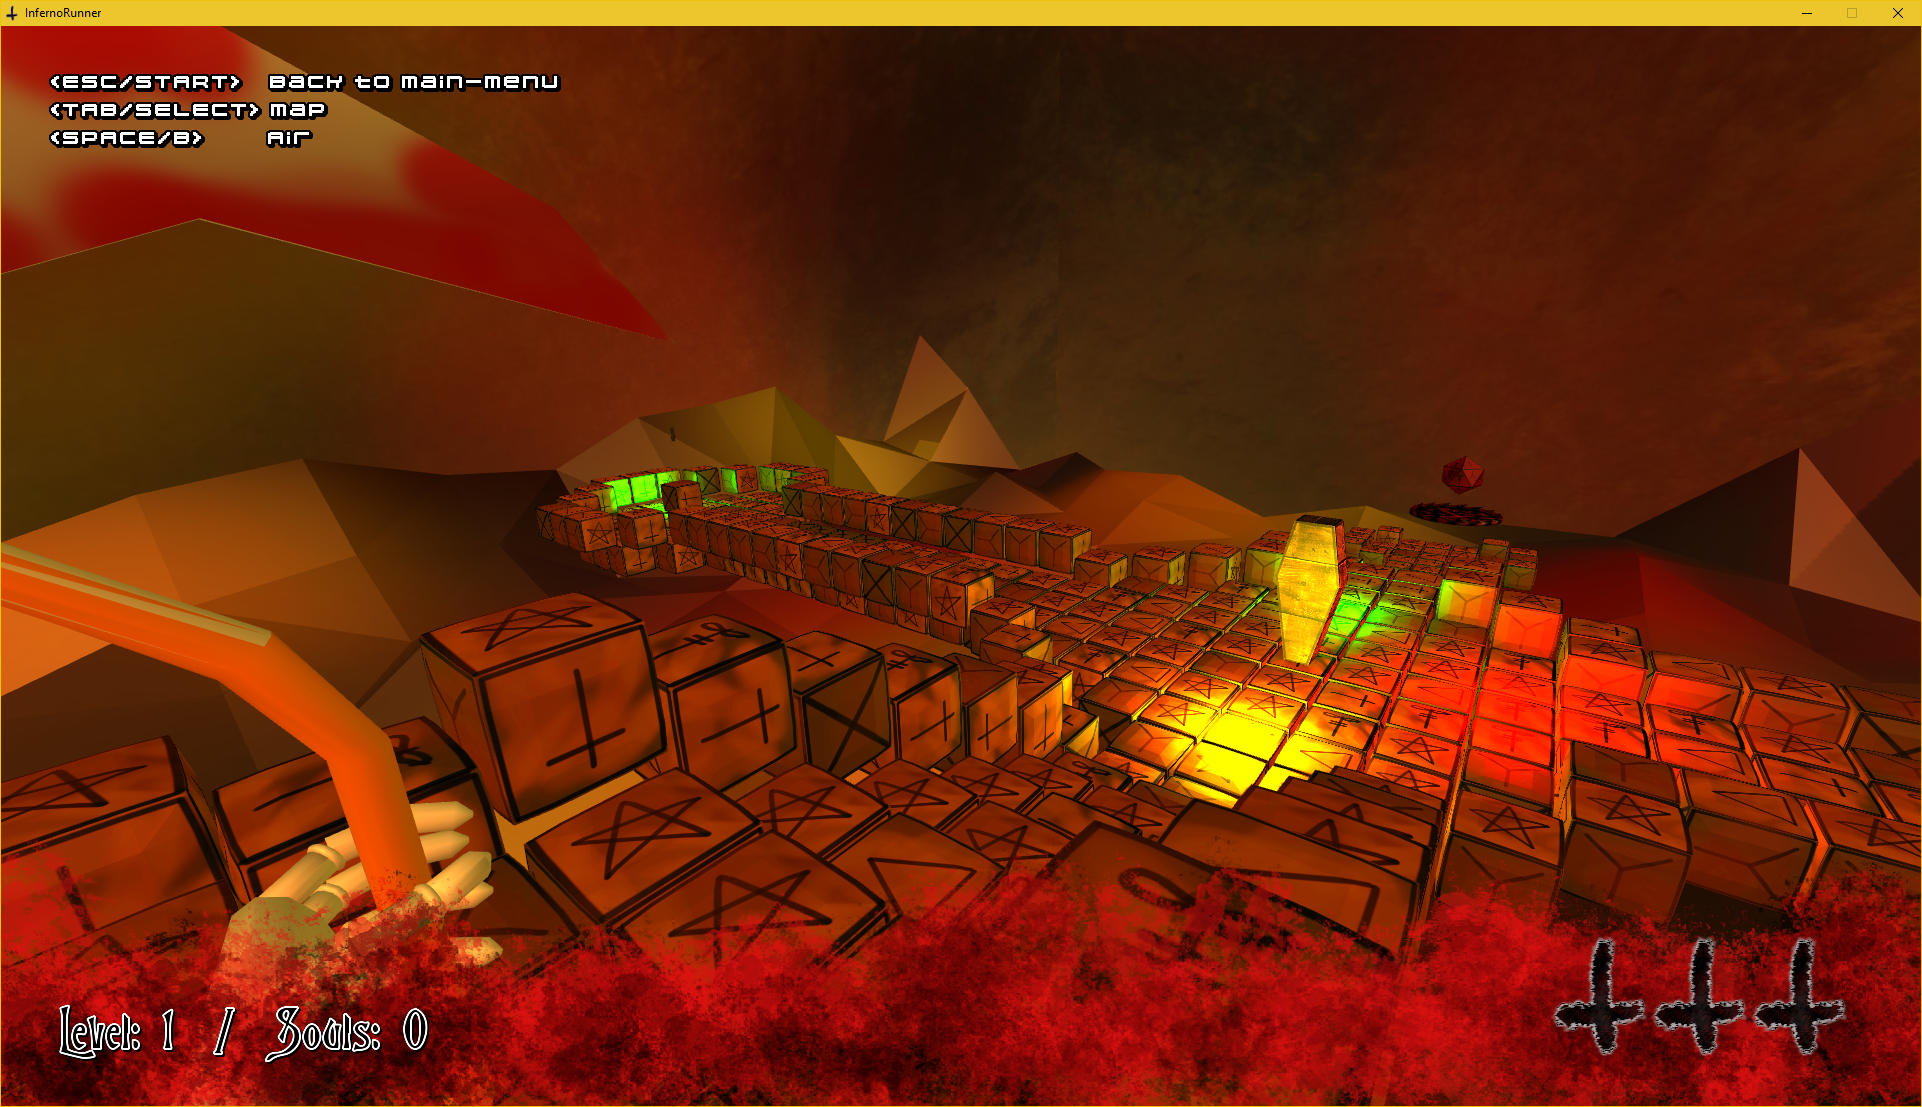 InfernoRunner
<ESC/START> Back to main-menu
<TAB/SELECT> map
<SPACE/B> Air
Level: 1 / Souls: 0